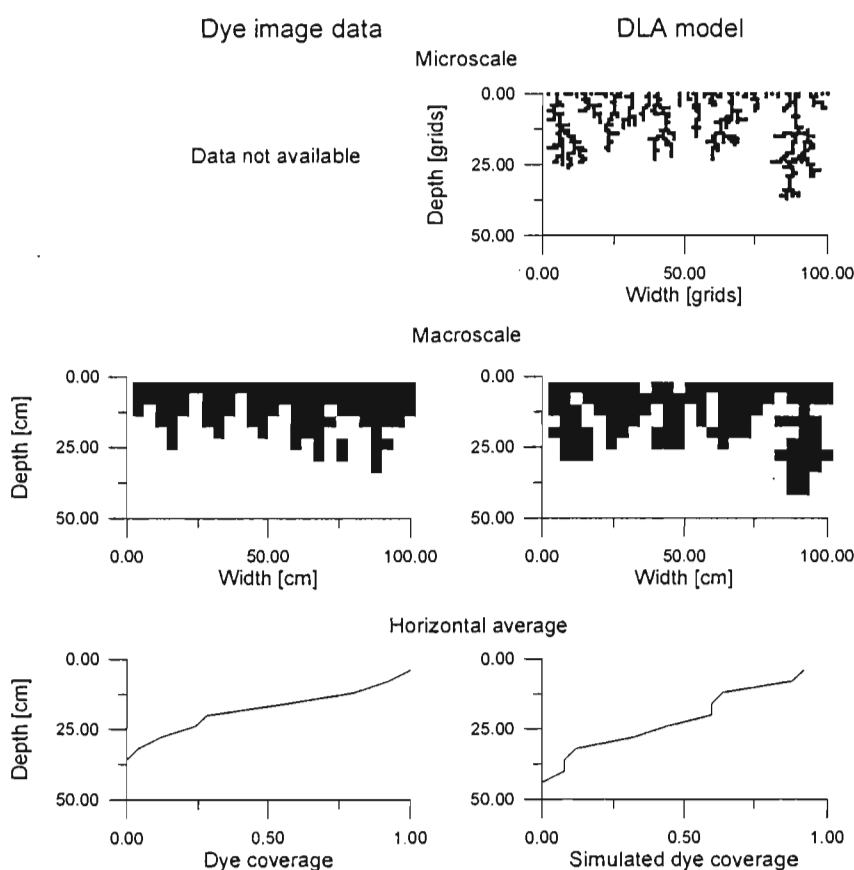 Dye image data
DLA model
Microscale
Data not available
Depth [grids]
0.00
25.00
50.00
0.00
50.00
100.00
Width [grids]
Macroscale
Depth [cm]
0.00
25.00
50.00
0.00
50.00
100.00
Width [cm]
0.00
25.00
50.00
0.00
50.00
100.00
Width [cm]
Horizontal average
Depth [cm]
0.00
25.00
50.00
0.00
0.50
1.00
Dye coverage
0.00
25.00
50.00
0.00
0.50
1.00
Simulated dye coverage